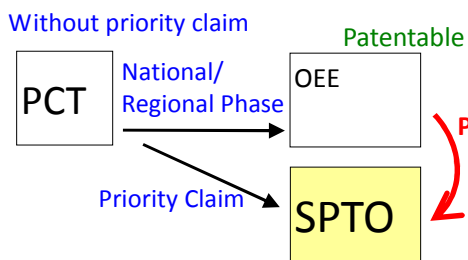 Without priority claim
Patentable
National/
Regional Phase
PCT
OEE
Priority Claim
SPTO